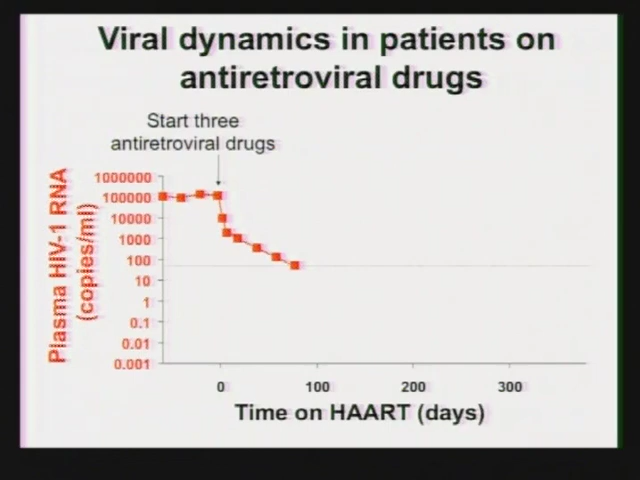 Viral dynamics in patients on
antiretroviral drugs
Start three
antiretroviral drugs
Plasma HIV-1 RNA
(copies/ml)
1000000
100000
10000
1000
100
10
1
0.1
0.01
0.001
0
100
200
300
Time on HAART (days)